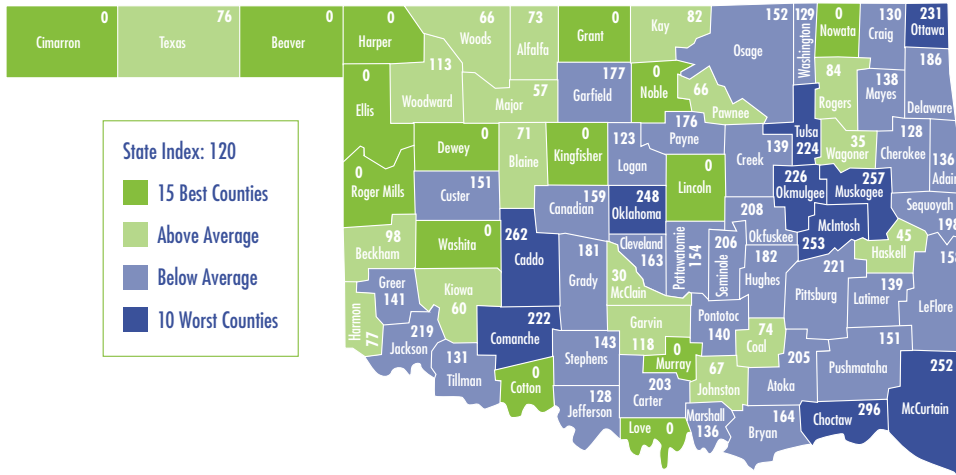 0
Cimarron
76
Texas
0
Beaver
0
Harper
66
Woods
73
Alfalfa
0
Grant
82
Kay
152
Osage
129
Washington
0
Nowata
130
Craig
231
Ottawa
0
Ellis
113
Woodward
57
Major
177
Garfield
0
Noble
66
Pawnee
84
Rogers
138
Mayes
186
Delaware
State Index: 120
15 Best Counties
Above Average
Below Average
10 Worst Counties
0
Dewey
71
Blaine
0
Kingfisher
123
Logan
176
Payne
139
Creek
Tulsa
224
35
Wagoner
128
Cherokee
136
Adair
0
Roger Mills
151
Custer
159
Canadian
248
Oklahoma
0
Lincoln
226
Okmulgee
257
Muskogee
Sequoyah
198
98
Beckham
0
Washita
262
Caddo
181
Grady
Cleveland
163
Pottawatomie
154
206
Seminole
208
Okfuskee
McIntosh
253
45
Haskell
Greer
141
Kiowa
60
30
McClain
182
Hughes
221
Pittsburg
139
Latimer
LeFlore
Harmon
77
219
Jackson
222
Comanche
Garvin
118
Pontotoc
140
74
Coal
151
Pushmataha
131
Tillman
0
Cotton
143
Stephens
0
Murray
67
Johnston
205
Atoka
252
McCurtain
128
Jefferson
203
Carter
Marshall
136
164
Bryan
296
Choctaw
Love 0